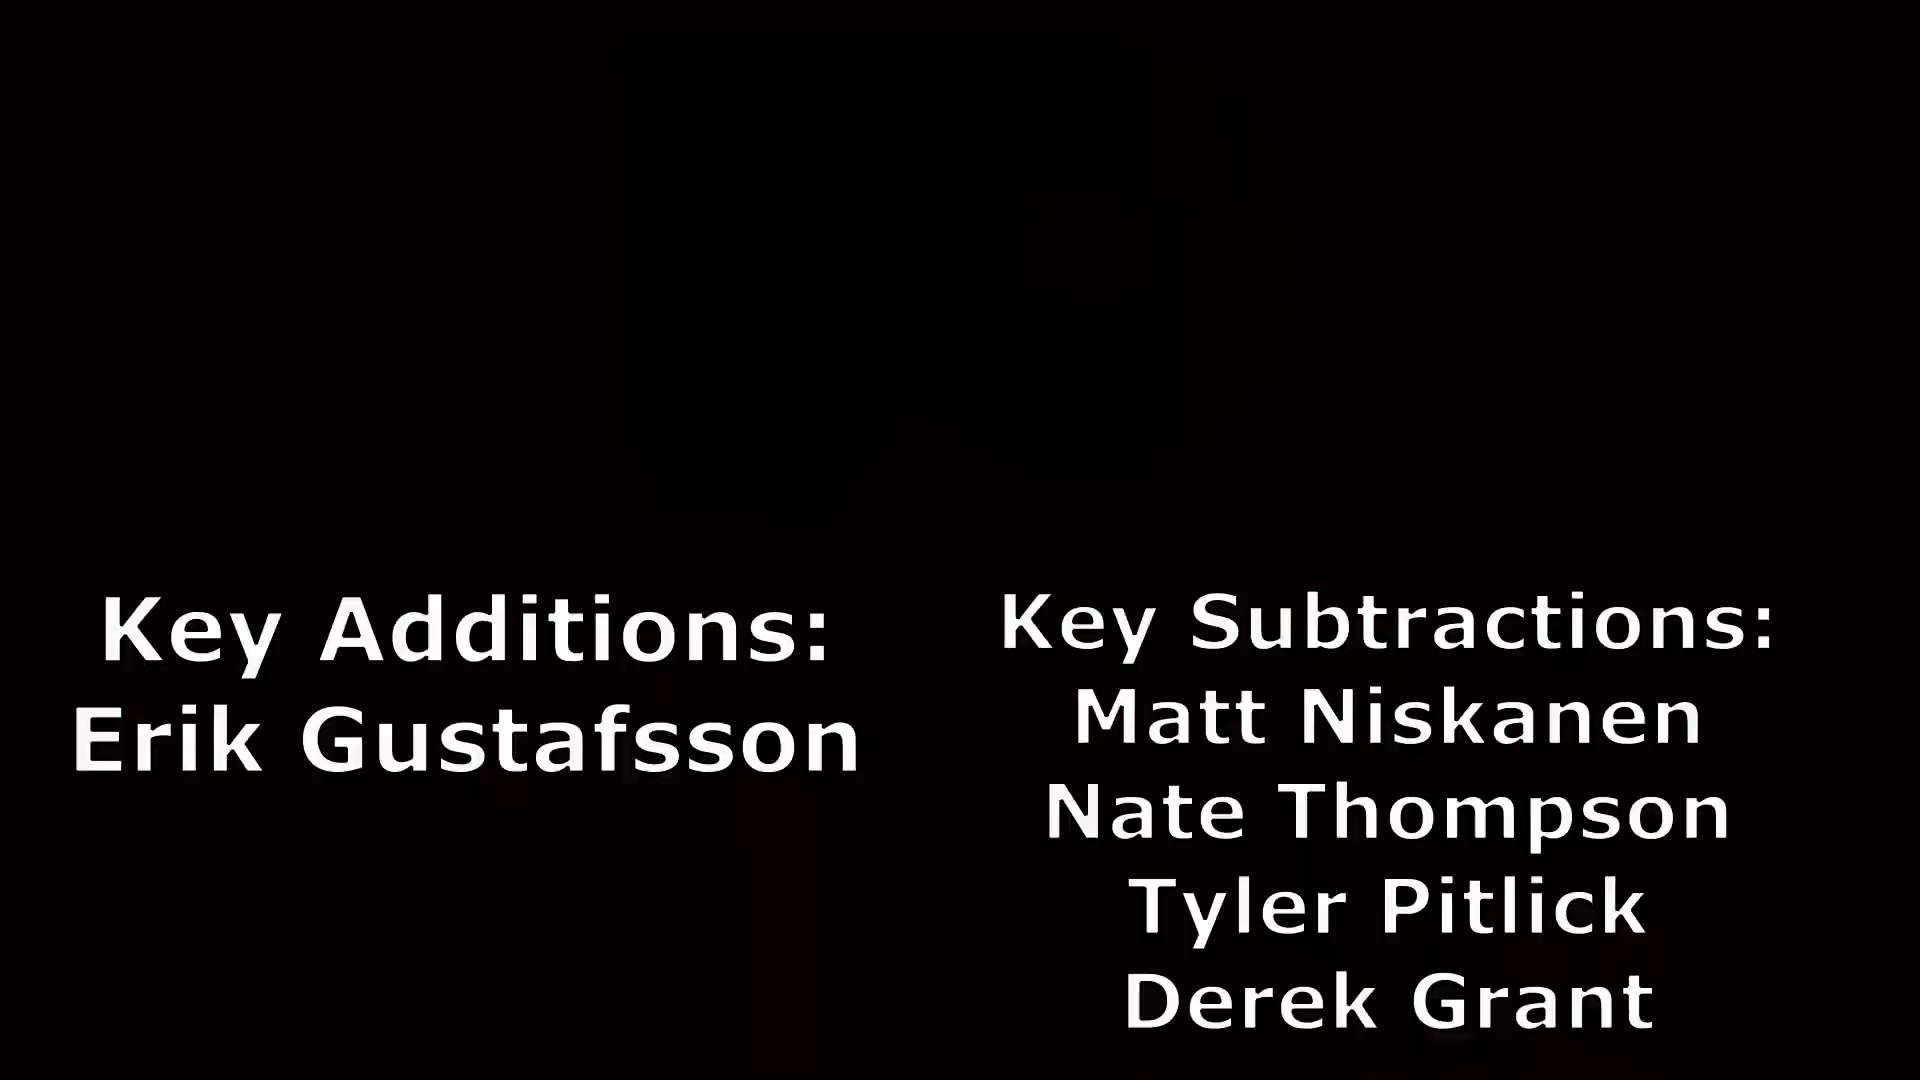 Key Additions:
Erik Gustafsson
Key Subtractions:
Matt Niskanen
Nate Thompson
Tyler Pitlick
Derek Grant